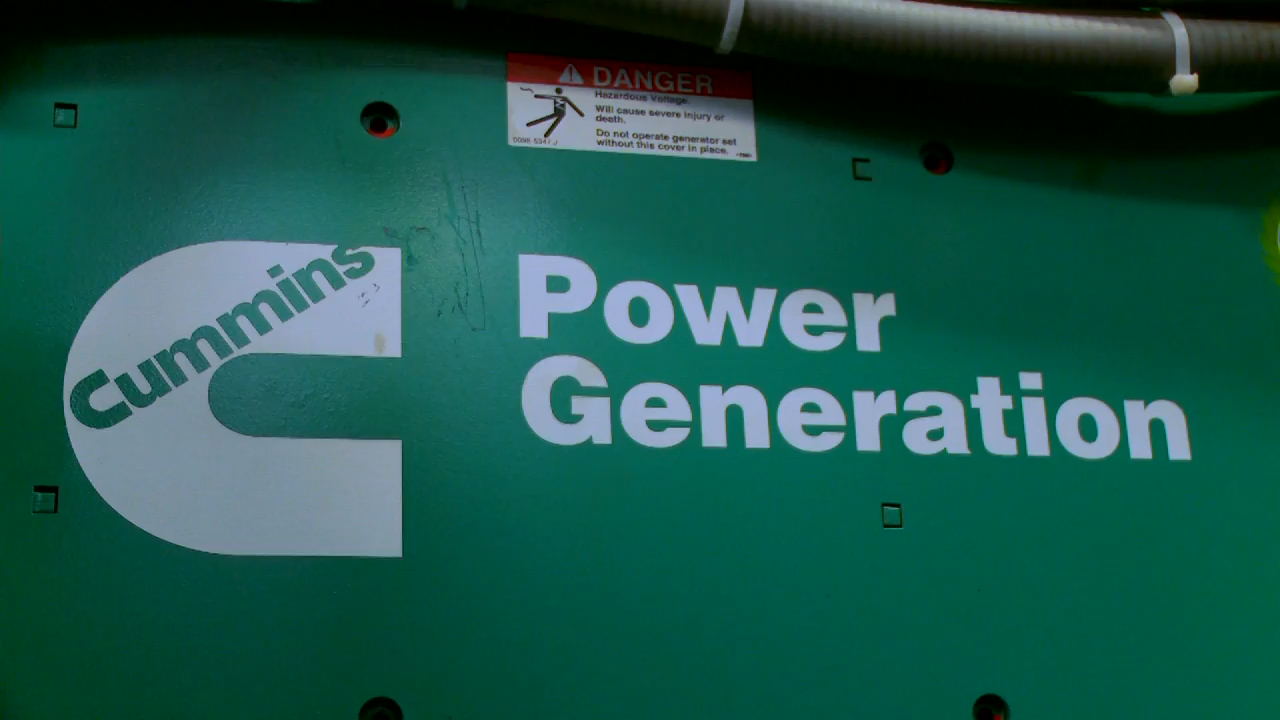 DANGER
Hazardous Voltage.
Will cause severe injury or
death.
Do not operate generator set
without this cover in place.
Cummins
Power
Generation